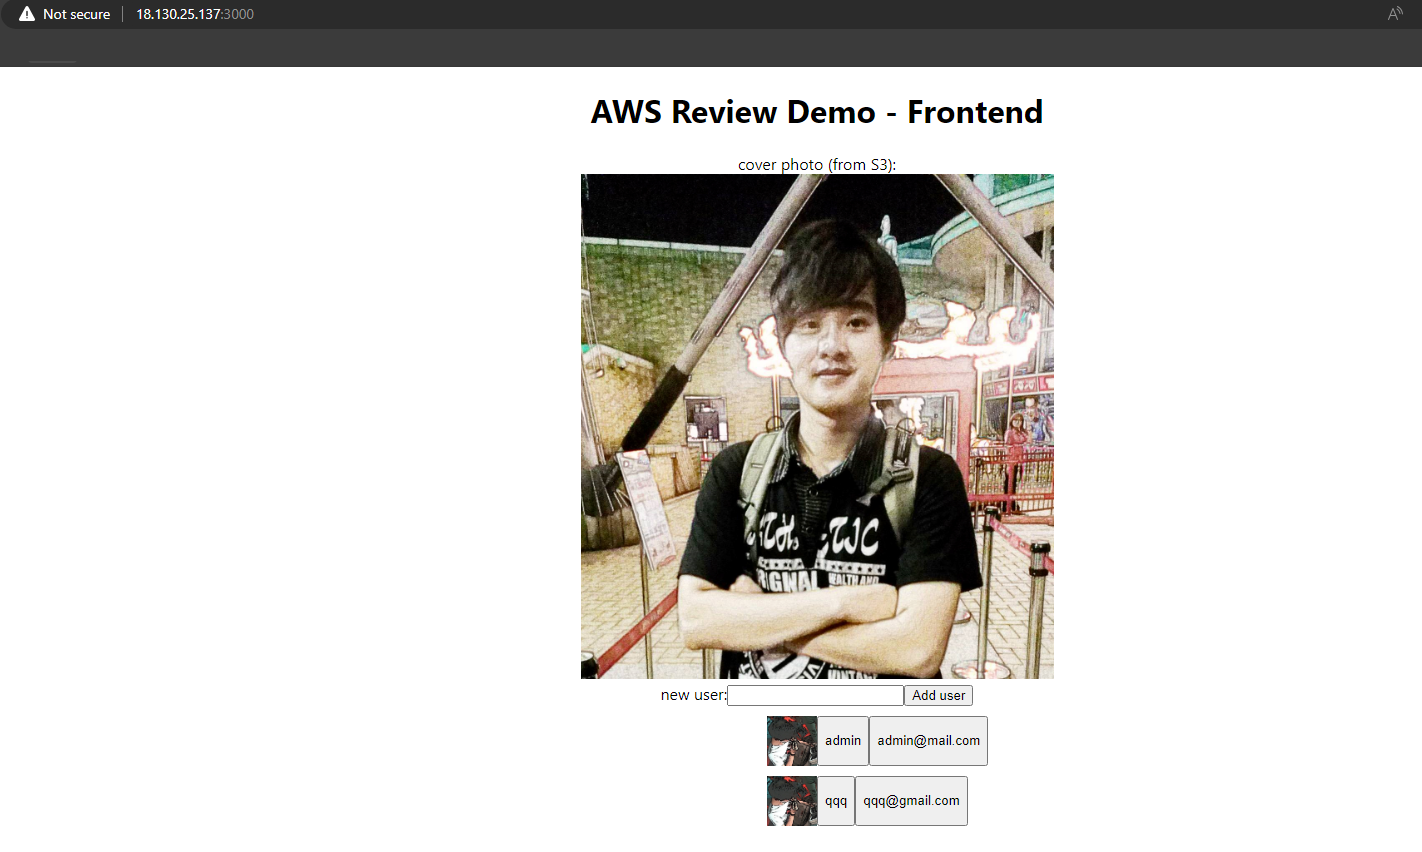 Not secure 18.130.25.137:3000
AWS Review Demo - Frontend
cover photo (from S3):
new user: Add user
admin admin@mail.com
qqq qqq@gmail.com